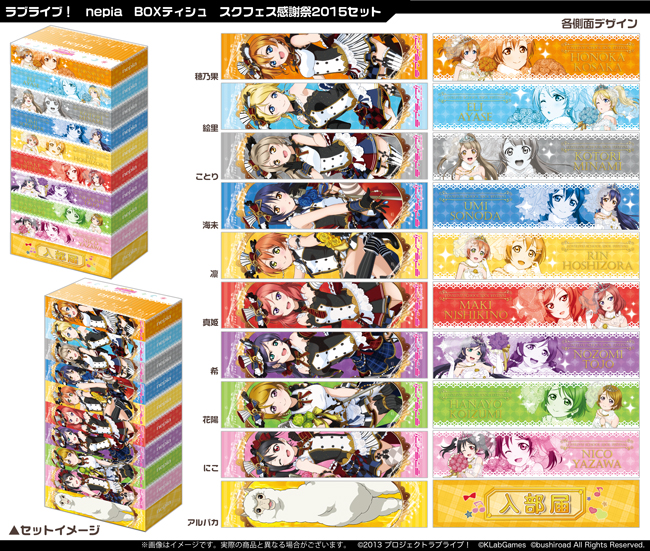 ラブライブ！ nepia BOXティシュ スクフェス感謝祭2015セット
各側面デザイン
穂乃果
HONOKA
KOUSAKA
絵里
ELI
AYASE
ことり
KOTORI
MINAMI
海未
UMI
SONODA
凛
RIN
HOSHIZORA
真姫
MAKI
NISHIKINO
希
NOZOMI
TOJO
花陽
HANAYO
KOIZUMI
にこ
NICO
YAZAWA
アルパカ
入部届
▲セットイメージ
※画像はイメージです。実際の商品と異なる場合がございます。 ©2013 プロジェクトラブライブ！ ©KLabGames ©bushiroad All Rights Reserved.